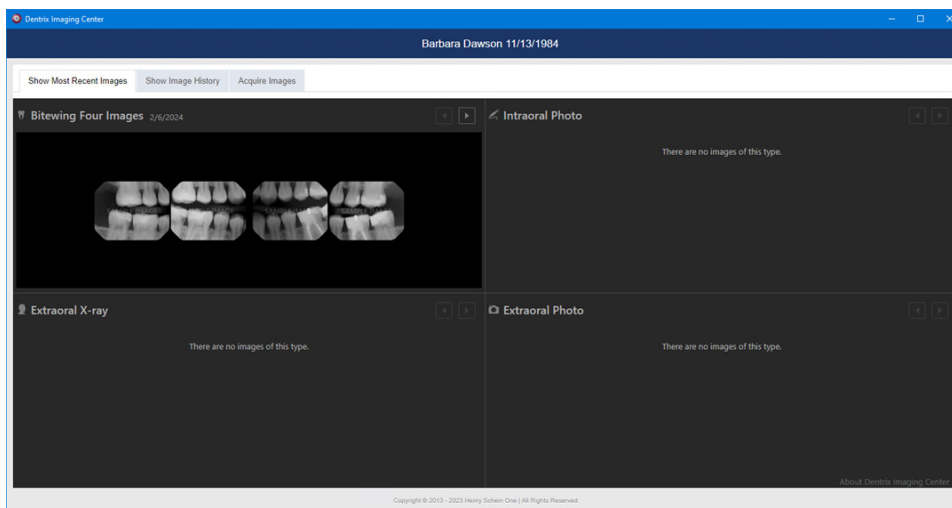 Dentrix Imaging Center
Barbara Dawson 11/13/1984
Show Most Recent Images
Show Image History
Acquire Images
Bitewing Four Images 2/6/2024
Intraoral Photo
There are no images of this type.
SAMPLE IMAGE
Extraoral X-ray
Extraoral Photo
There are no images of this type.
There are no images of this type.
About Dentrix Imaging Center
Copyright © 2013 - 2023 Henry Schein One | All Rights Reserved